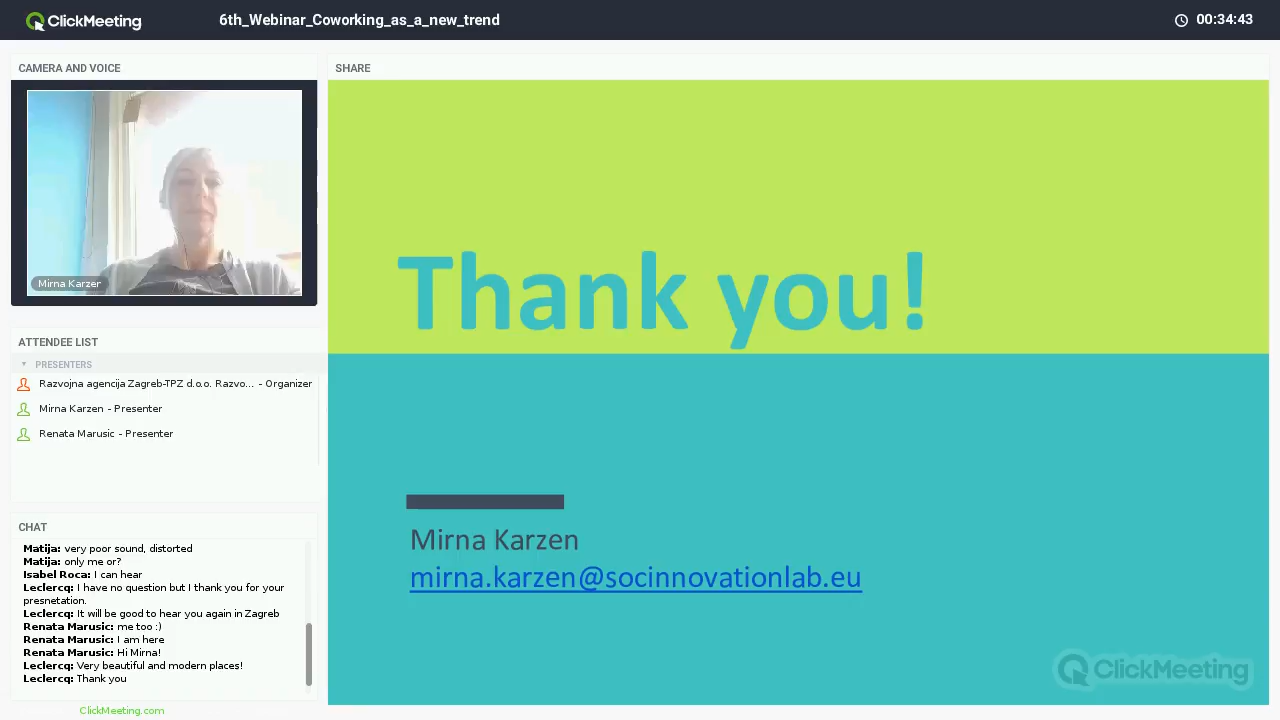 ClickMeeting
6th_Webinar_Coworking_as_a_new_trend
00:34:43
CAMERA AND VOICE
Mirna Karzen
ATTENDEE LIST
PRESENTERS
Razvojna agencija Zagreb-TPZ d.o.o. Razvo... - Organizer
Mirna Karzen - Presenter
Renata Marusic - Presenter
CHAT
Matija: very poor sound, distorted
Matija: only me or?
Isabel Roca: I can hear
Leclercq: I have no question but I thank you for your
presnetation.
Leclercq: It will be good to hear you again in Zagreb
Renata Marusic: me too :)
Renata Marusic: I am here
Renata Marusic: Hi Mirna!
Leclercq: Very beautiful and modern places!
Leclercq: Thank you
ClickMeeting.com
SHARE
Thank you!
Mirna Karzen
mirna.karzen@socinnovationlab.eu
ClickMeeting